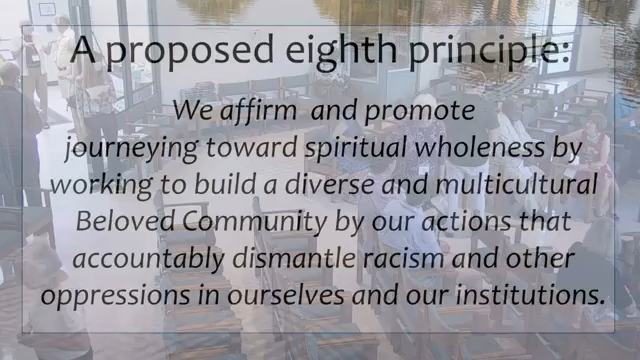 A proposed eighth principle:
We affirm and promote
journeying toward spiritual wholeness by
working to build a diverse and multicultural
Beloved Community by our actions that
accountably dismantle racism and other
oppressions in ourselves and our institutions.